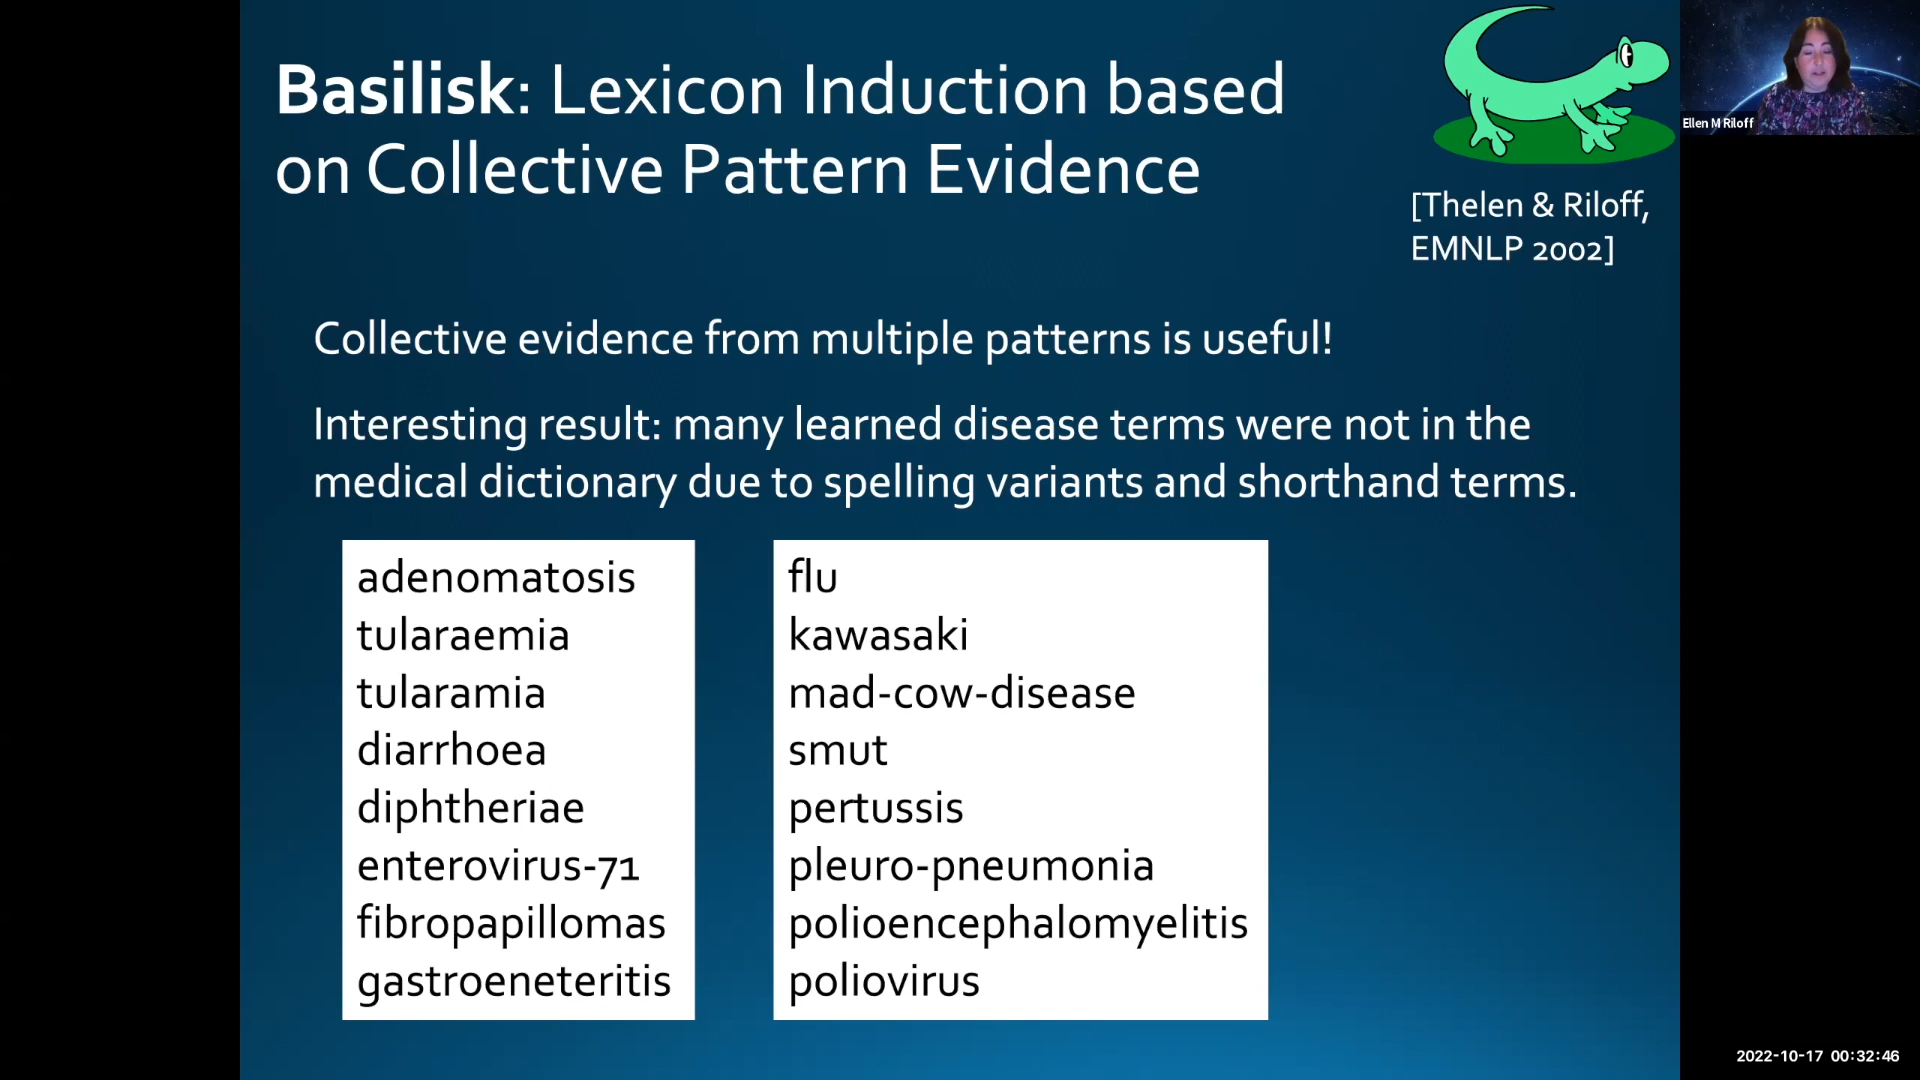 Basilisk: Lexicon Induction based
on Collective Pattern Evidence
[Thelen & Riloff,
EMNLP 2002]
Ellen M Riloff
Collective evidence from multiple patterns is useful!
Interesting result: many learned disease terms were not in the
medical dictionary due to spelling variants and shorthand terms.
adenomatosis
tularaemia
tularamia
diarrhoea
diphtheriae
enterovirus-71
fibropapillomas
gastroeneteritis
flu
kawasaki
mad-cow-disease
smut
pertussis
pleuro-pneumonia
polioencephalomyelitis
poliovirus
2022-10-17 00:32:46